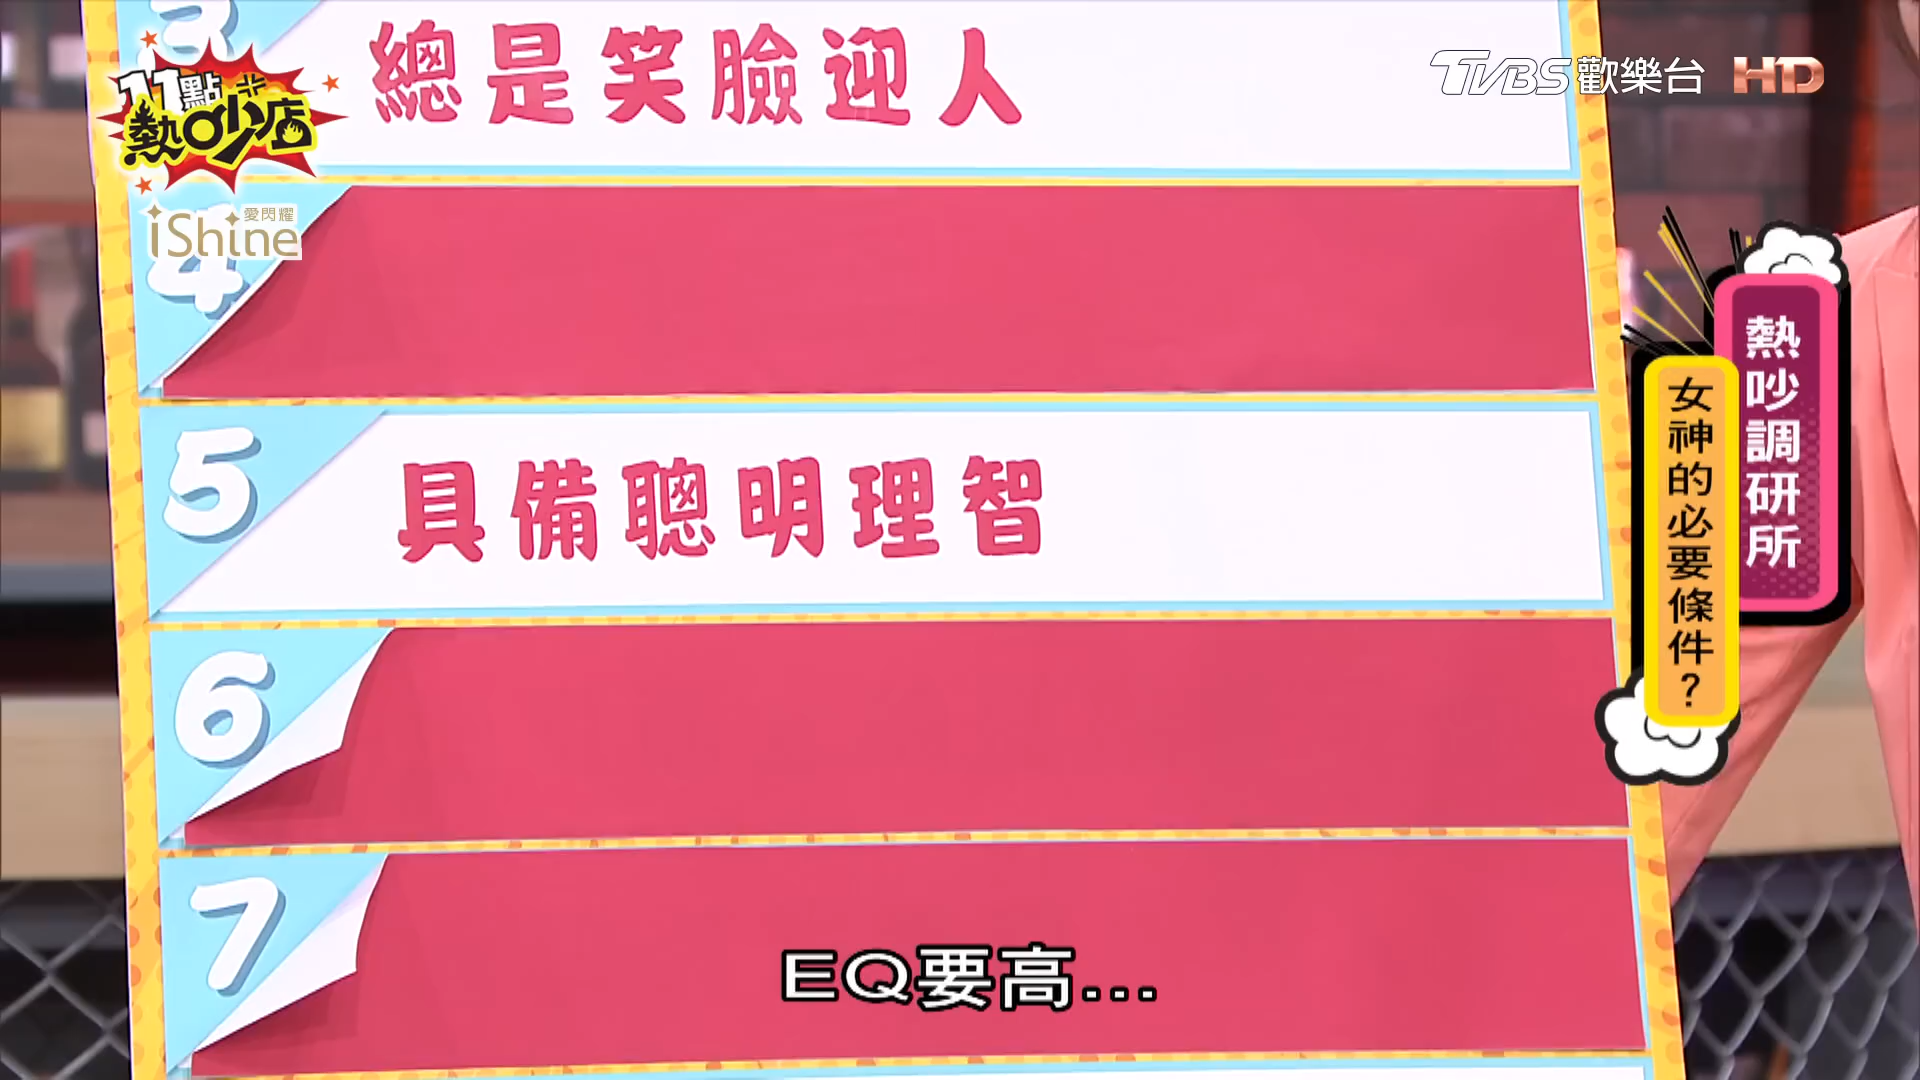 3
總是笑臉迎人
11點
熱吵店
TVBS歡樂台 HD
iShine
愛閃耀
4
5
具備聰明理智
6
7
熱吵調研所
女神的必要條件?
EQ要高...